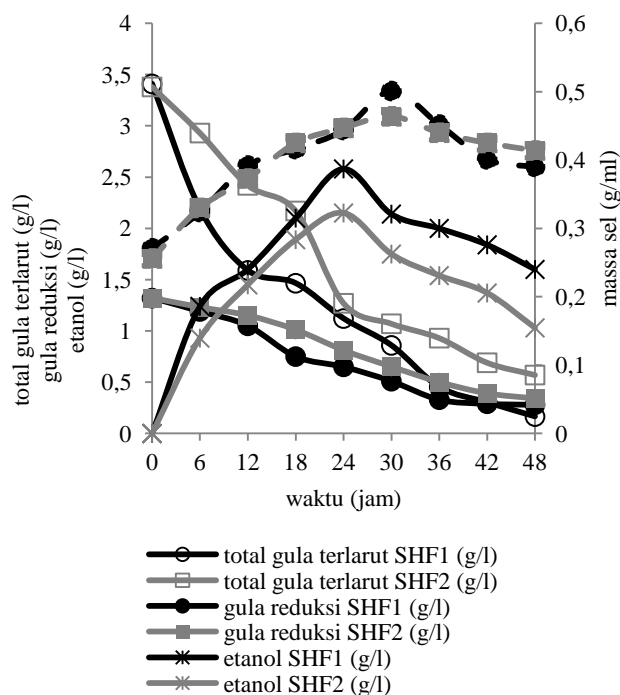 total gula terlarut (g/l)
gula reduksi (g/l)
etanol (g/l)
4
3,5
3
2,5
2
1,5
1
0,5
0
0,6
0,5
0,4
0,3
0,2
0,1
0
massa sel (g/ml)
0 6 12 18 24 30 36 42 48
waktu (jam)
total gula terlarut SHF1 (g/l)
total gula terlarut SHF2 (g/l)
gula reduksi SHF1 (g/l)
gula reduksi SHF2 (g/l)
etanol SHF1 (g/l)
etanol SHF2 (g/l)